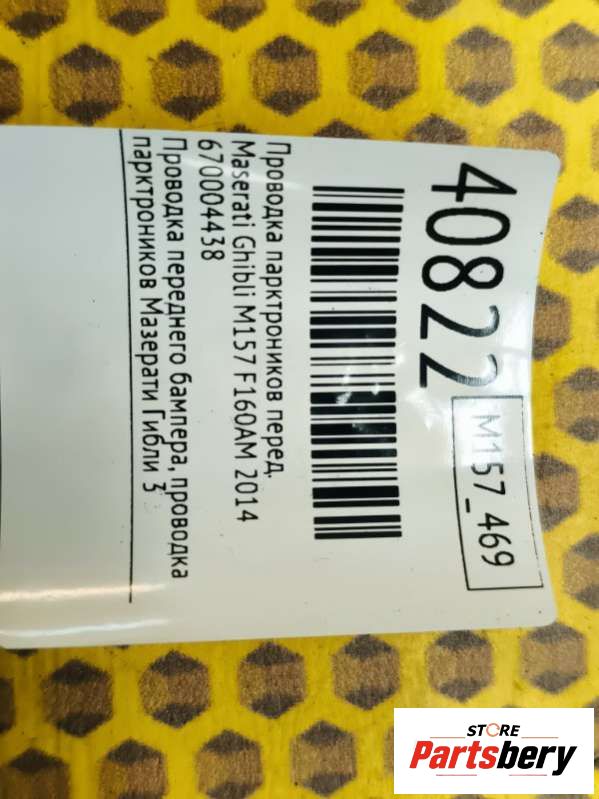 40822
M157_469
Проводка парктроников перед.
Maserati Ghibli M157 F160AM 2014
670004438
Проводка переднего бампера, проводка
парктроников Мазерати Гибли 3
STORE
Partsbery